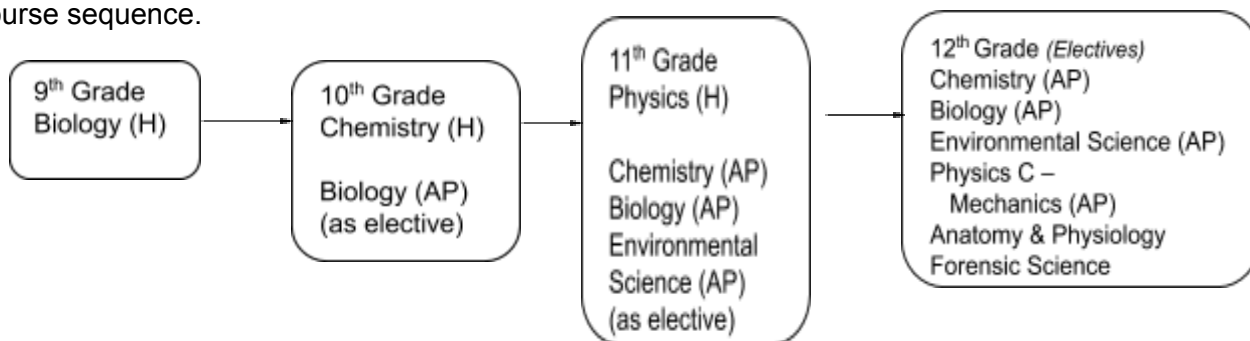 ourse sequence.
9th Grade
Biology (H)
10th Grade
Chemistry (H)
Biology (AP)
(as elective)
11th Grade
Physics (H)
Chemistry (AP)
Biology (AP)
Environmental
Science (AP)
(as elective)
12th Grade (Electives)
Chemistry (AP)
Biology (AP)
Environmental Science (AP)
Physics C –
Mechanics (AP)
Anatomy & Physiology
Forensic Science